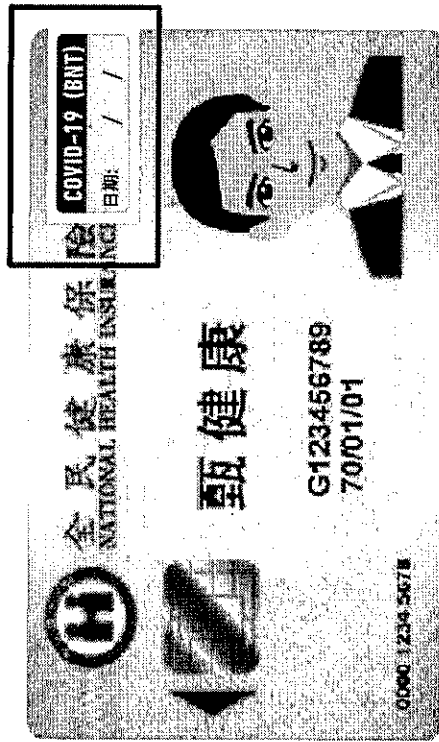 COVID-19 (BNT)
日期: / /
全民健康保險
NATIONAL HEALTH INSURANCE
甄健康
G123456789
70/01/01
0000 1234 5678